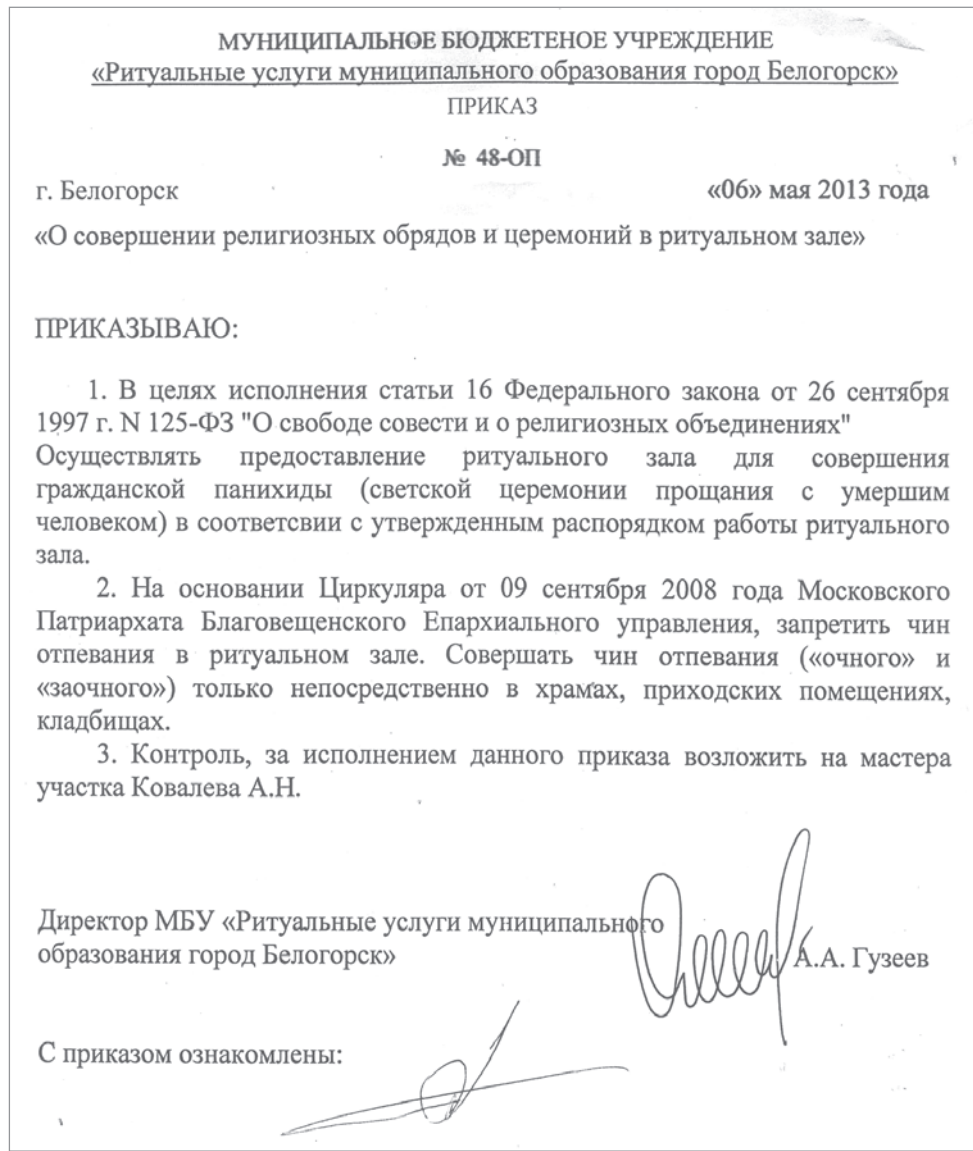 МУНИЦИПАЛЬНОЕ БЮДЖЕТЕНОЕ УЧРЕЖДЕНИЕ
«Ритуальные услуги муниципального образования город Белогорск»
ПРИКАЗ
№ 48-ОП
г. Белогорск «06» мая 2013 года
«О совершении религиозных обрядов и церемоний в ритуальном зале»
ПРИКАЗЫВАЮ:
1. В целях исполнения статьи 16 Федерального закона от 26 сентября
1997 г. N 125-ФЗ "О свободе совести и о религиозных объединениях"
Осуществлять предоставление ритуального зала для совершения
гражданской панихиды (светской церемонии прощания с умершим
человеком) в соответсвии с утвержденным распорядком работы ритуального
зала.
2. На основании Циркуляра от 09 сентября 2008 года Московского
Патриархата Благовещенского Епархиального управления, запретить чин
отпевания в ритуальном зале. Совершать чин отпевания («очного» и
«заочного») только непосредственно в храмах, приходских помещениях,
кладбищах.
3. Контроль, за исполнением данного приказа возложить на мастера
участка Ковалева А.Н.
Директор МБУ «Ритуальные услуги муниципального
образования город Белогорск» А.А. Гузеев
С приказом ознакомлены: